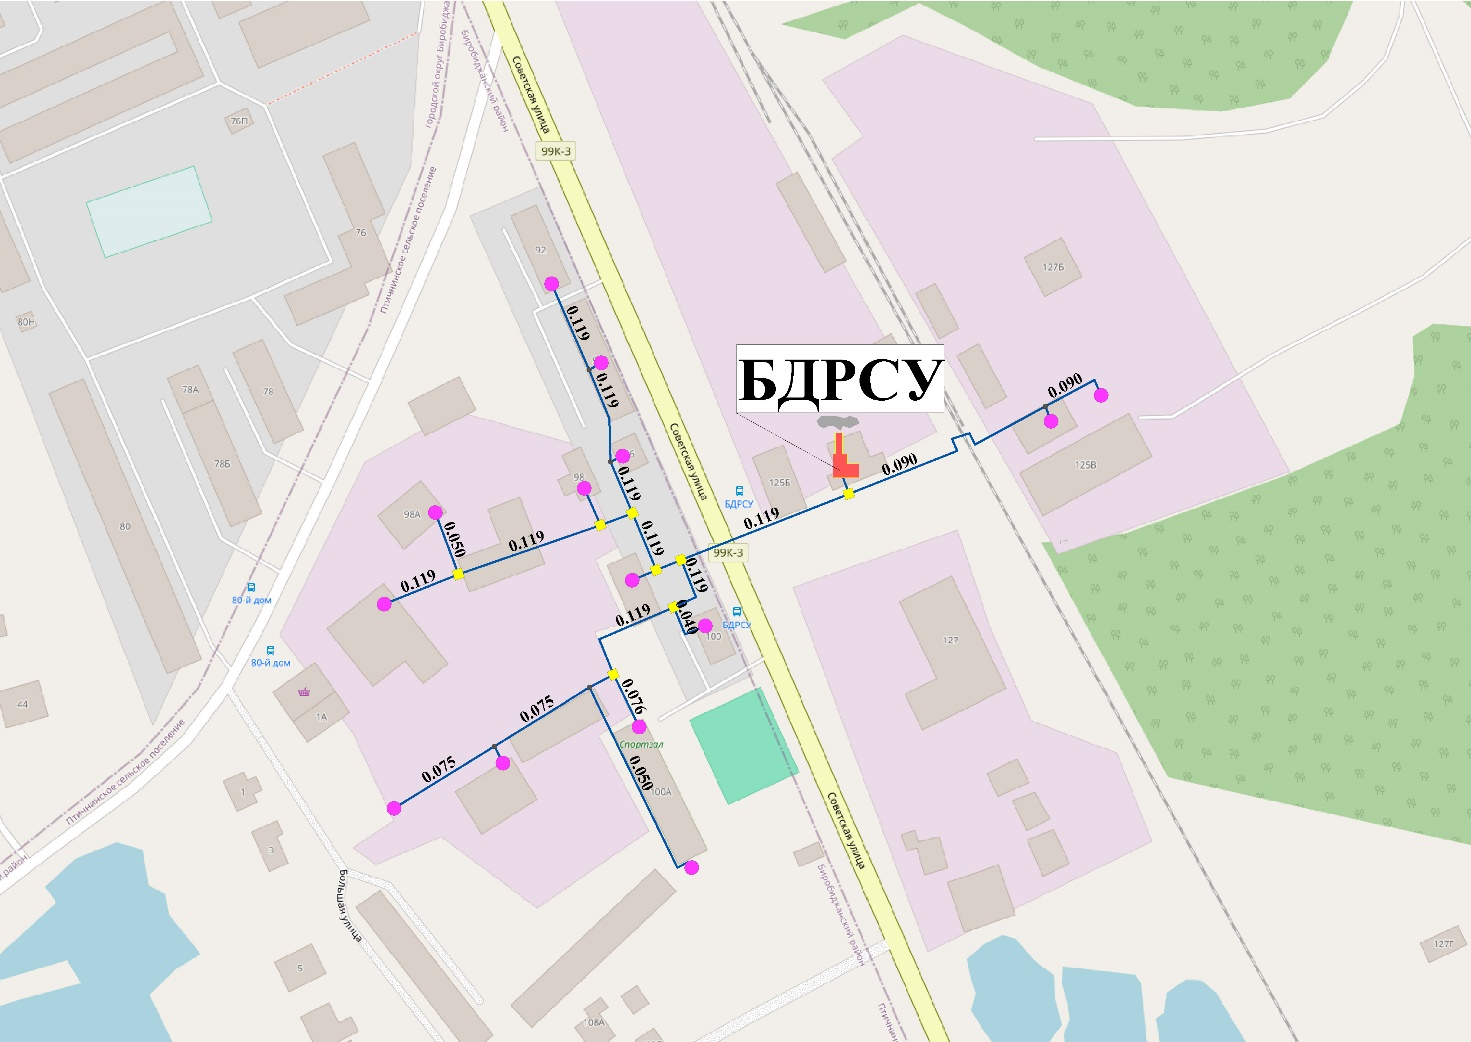 городской округ Биробиджан
Биробиджанский район
Советская улица
76П
99К-3
Птичнинское сельское поселение
76
92
127Б
80Н
0.119
78А
78
0.119
0.090
БДРСУ
78Б
98
0.119
125Б
0.090
125В
98А
БДРСУ
Советская улица
80
0.050
0.119
0.119
0.119
99К-3
0.119
80-й дом
0.119
0.119
0.040
БДРСУ
100
127
80-й дом
44
1А
0.075
0.076
Спортзал
0.075
0.050
100А
Птичнинское сельское поселение
1
3
Советская улица
район
Большая улица
Биробиджанский район
5
127Г
108А